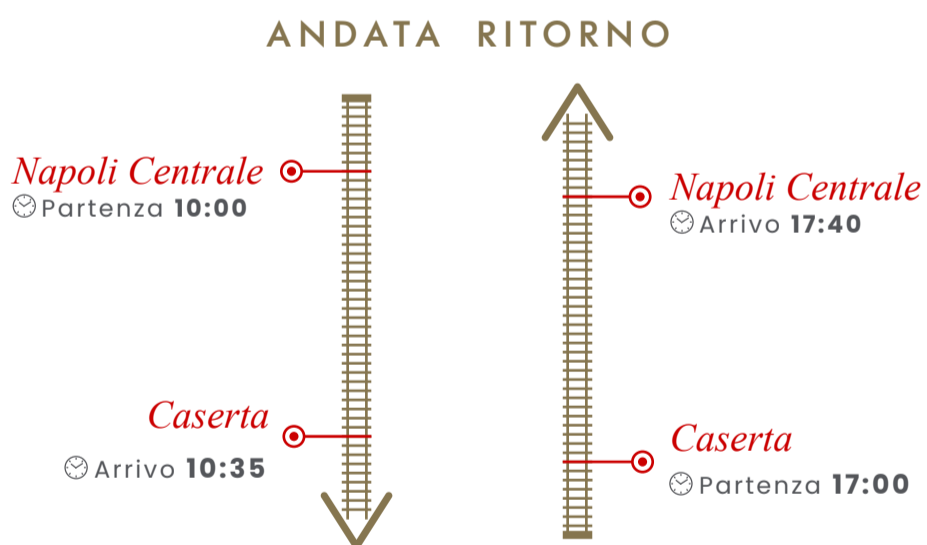 ANDATA RITORNO
Napoli Centrale
Partenza 10:00
Caserta
Arrivo 10:35
Napoli Centrale
Arrivo 17:40
Caserta
Partenza 17:00